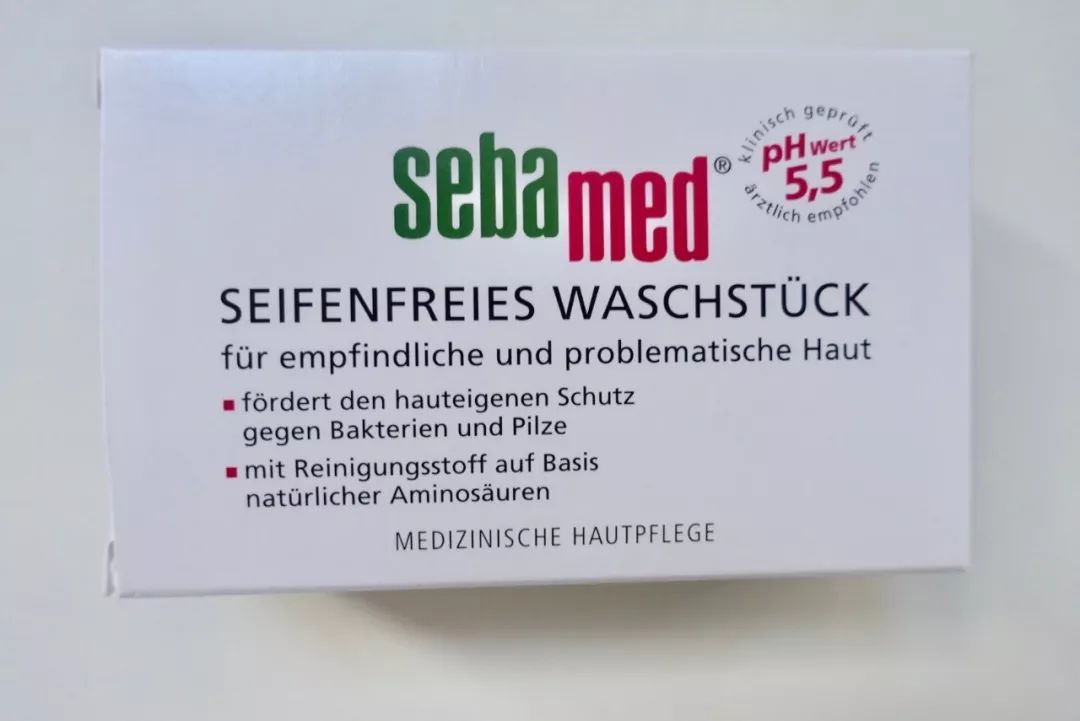 sebamed®
klinisch geprüft
pH Wert
5,5
ärztlich empfohlen
SEIFENFREIES WASCHSTÜCK
für empfindliche und problematische Haut
▪ fördert den hauteigenen Schutz
gegen Bakterien und Pilze
▪ mit Reinigungsstoff auf Basis
natürlicher Aminosäuren
MEDIZINISCHE HAUTPFLEGE